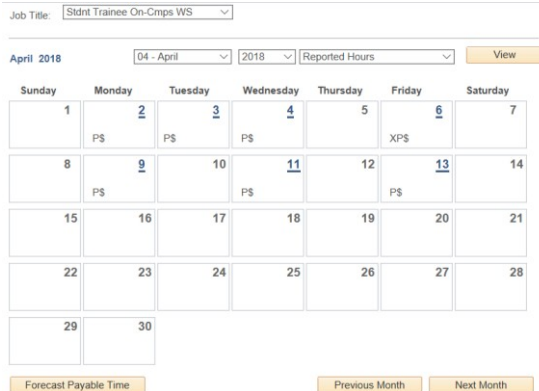 Job Title: Stdnt Trainee On-Cmps WS
April 2018 04 - April 2018 Reported Hours View
Sunday Monday Tuesday Wednesday Thursday Friday Saturday
1 2 3 4 5 6 7
P$ P$ P$ XP$
8 9 10 11 12 13 14
P$ P$ P$
15 16 17 18 19 20 21
22 23 24 25 26 27 28
29 30
Forecast Payable Time Previous Month Next Month